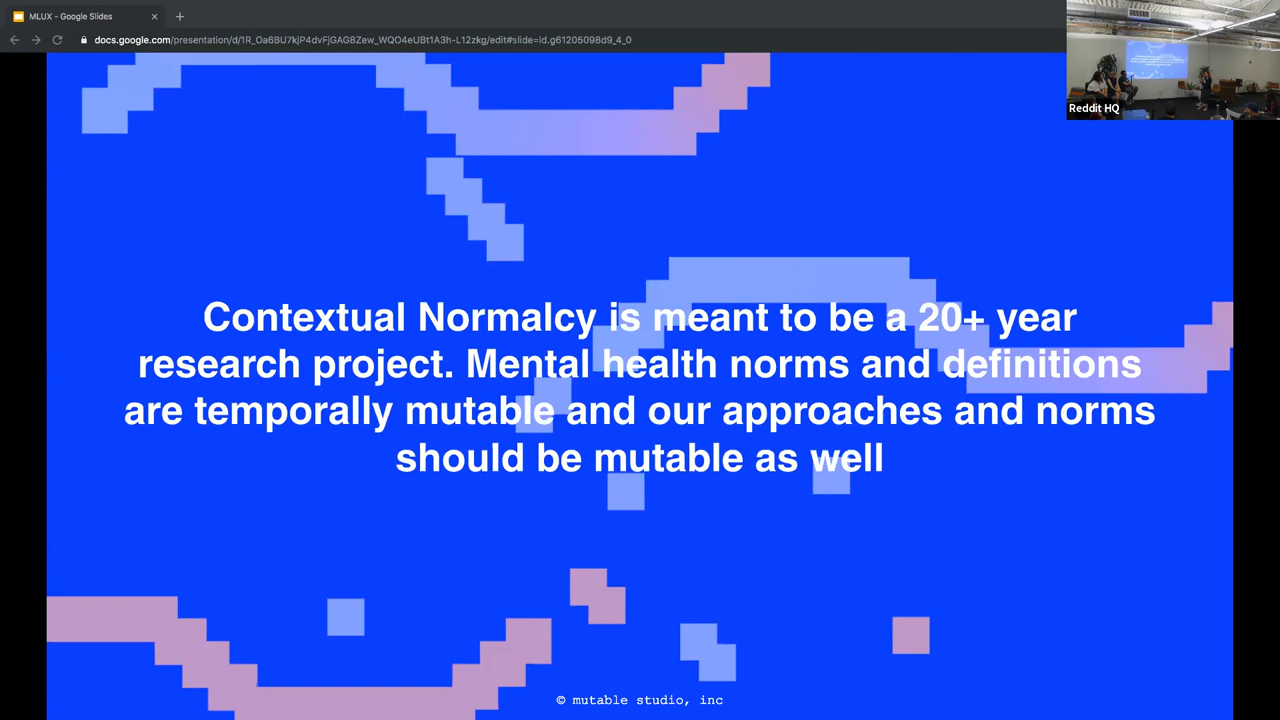 MLUX - Google Slides
docs.google.com/presentation/d/1R_Oa6BU7kjP4dvFjGAG8Zew_WQO4eUBt1A3h-L12zkg/edit#slide=id.g61205098d9_4_0
Reddit HQ
Contextual Normalcy is meant to be a 20+ year
research project. Mental health norms and definitions
are temporally mutable and our approaches and norms
should be mutable as well
© mutable studio, inc